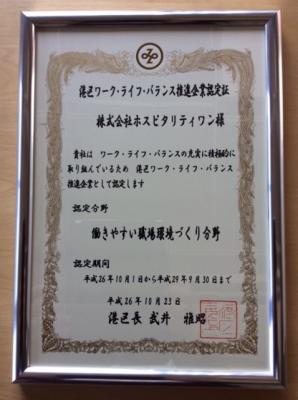 港区ワーク・ライフ・バランス推進企業認定証
株式会社ホスピタリティワン様
貴社は ワーク・ライフ・バランスの充実に積極的に
取り組んでいるため 港区ワーク・ライフ・バランス
推進企業として認定します
認定分野
働きやすい職場環境づくり分野
認定期間
平成26年10月1日から平成29年9月30日まで
平成26年10月23日
港区長 武井 雅昭